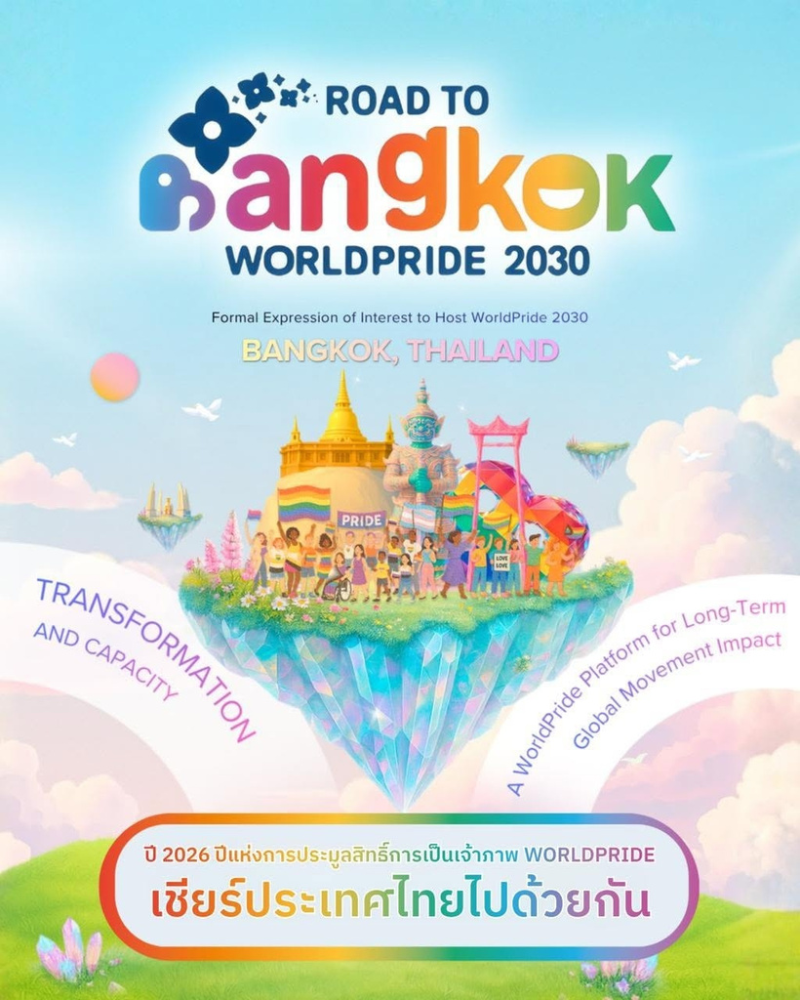 ROAD TO
Bangkok
WORLDPRIDE 2030
Formal Expression of Interest to Host WorldPride 2030
BANGKOK, THAILAND
PRIDE
LOVE
LOVE
TRANSFORMATION
AND CAPACITY
A WorldPride Platform for Long-Term
Global Movement Impact
ปี 2026 ปีแห่งการประมูลสิทธิ์การเป็นเจ้าภาพ WORLDPRIDE
เชียร์ประเทศไทยไปด้วยกัน